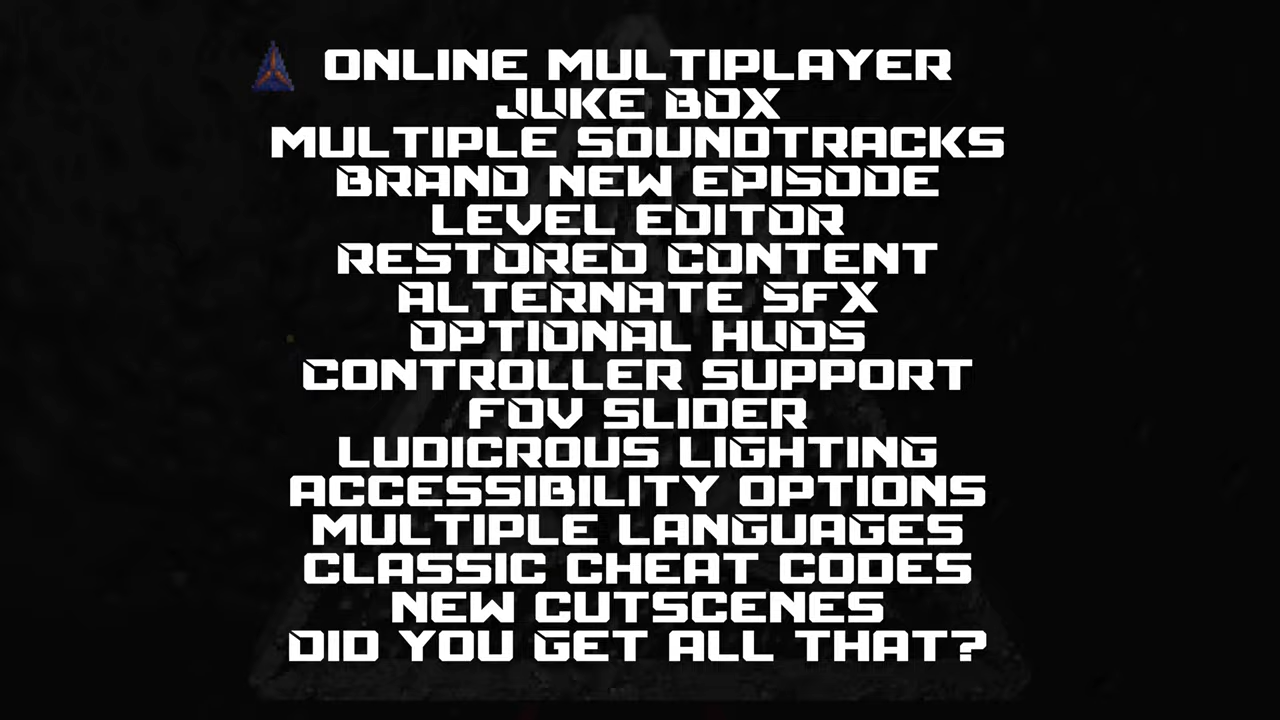 ONLINE MULTIPLAYER
JUKE BOX
MULTIPLE SOUNDTRACKS
BRAND NEW EPISODE
LEVEL EDITOR
RESTORED CONTENT
ALTERNATE SFX
OPTIONAL HUDS
CONTROLLER SUPPORT
FOV SLIDER
LUDICROUS LIGHTING
ACCESSIBILITY OPTIONS
MULTIPLE LANGUAGES
CLASSIC CHEAT CODES
NEW CUTSCENES
DID YOU GET ALL THAT?